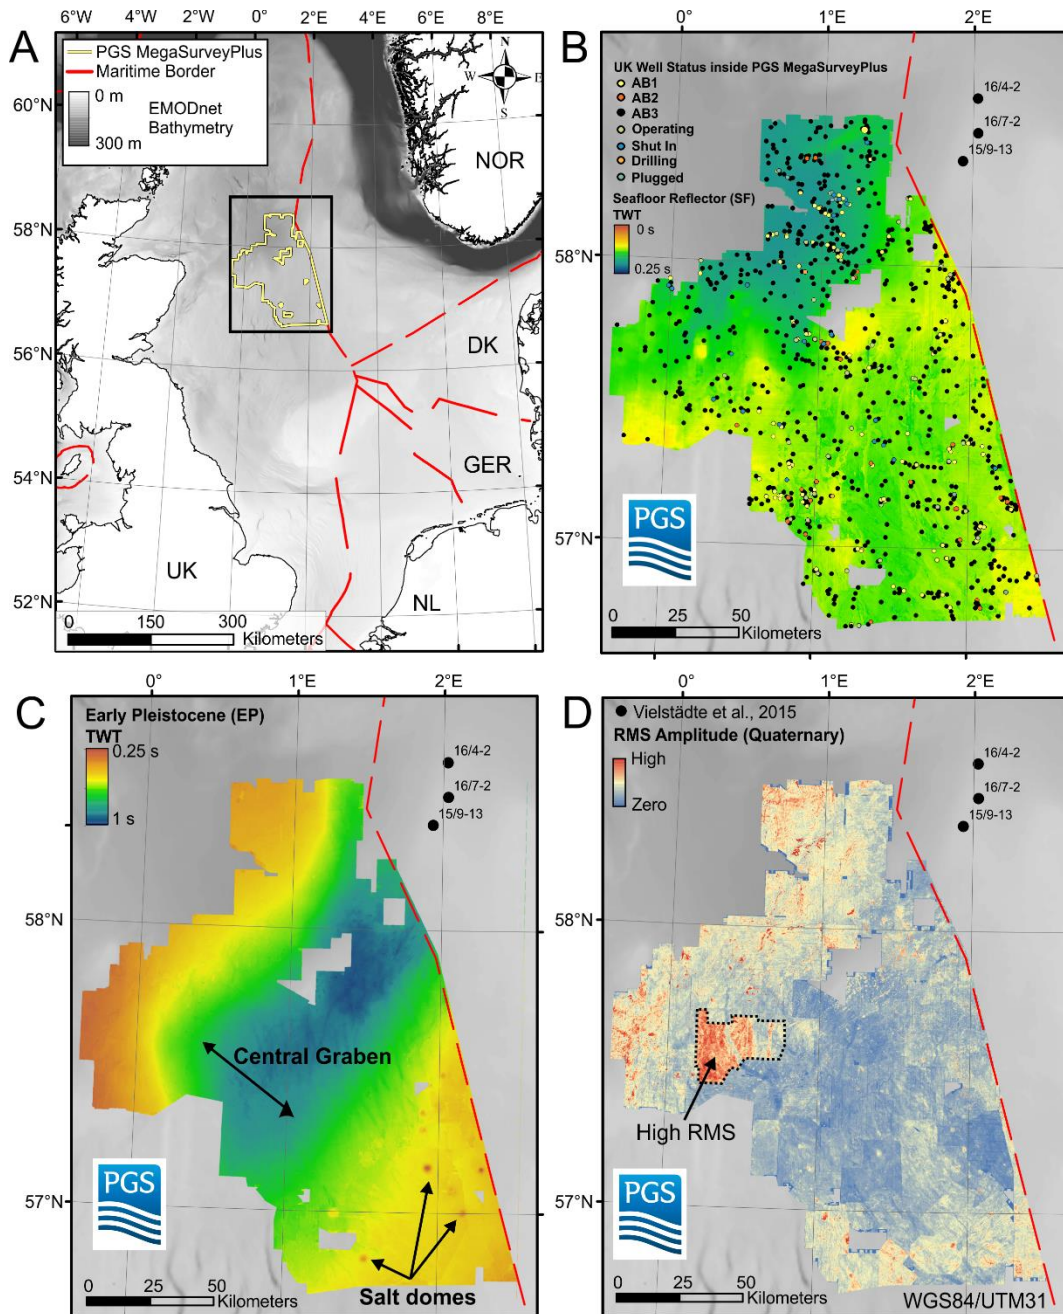 6°W 4°W 2°W 0° 2°E 4°E 6°E 8°E
A
PGS MegaSurveyPlus
Maritime Border
0 m
EMODnet
Bathymetry
300 m
N
W E
S
60°N
58°N
56°N
54°N
52°N
NOR
DK
GER
UK
NL
0 150 300
Kilometers
0° 1°E 2°E
B
UK Well Status inside PGS MegaSurveyPlus
AB1
AB2
AB3
Operating
Shut In
Drilling
Plugged
Seafloor Reflector (SF)
TWT
0 s
0.25 s
16/4-2
16/7-2
15/9-13
58°N
57°N
PGS
0 25 50
Kilometers
0° 1°E 2°E
C
Early Pleistocene (EP)
TWT
0.25 s
1 s
16/4-2
16/7-2
15/9-13
58°N
57°N
Central Graben
PGS
Salt domes
0 25 50
Kilometers
0° 1°E 2°E
D
Vielstädte et al., 2015
RMS Amplitude (Quaternary)
High
Zero
16/4-2
16/7-2
15/9-13
58°N
57°N
High RMS
PGS
0 25 50
Kilometers
WGS84/UTM31